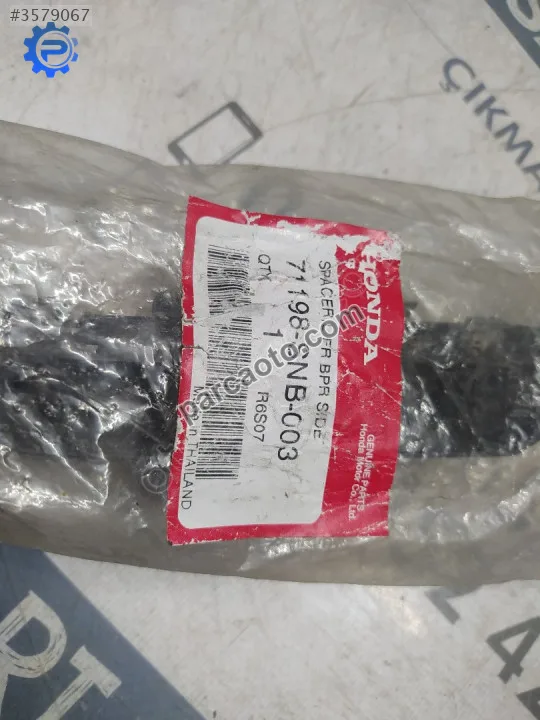 #3579067
ÇIKMA
HONDA
GENUINE PARTS
Honda Motor Co., Ltd.
FR BPR SIDE
SPACER
71198-SNB-003
QTY 1
R6S07
THAILAND
parcaoto.com